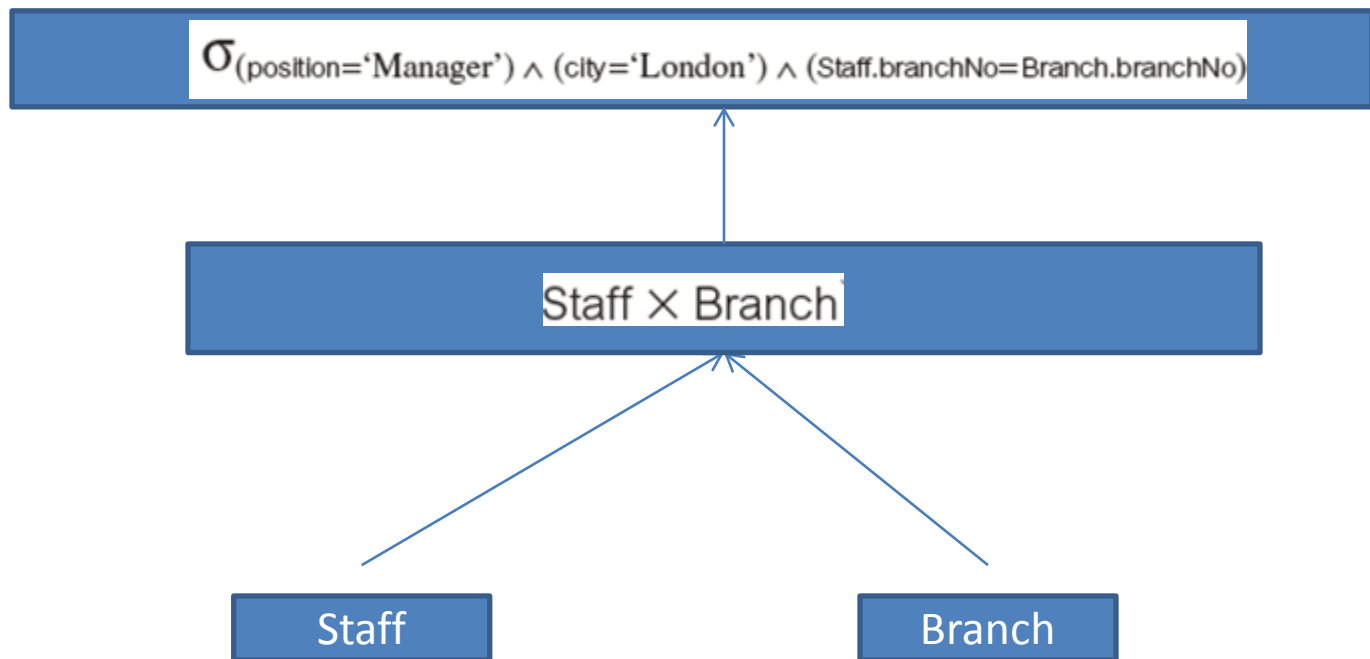 σ(position=‘Manager’) ∧ (city=‘London’) ∧ (Staff.branchNo=Branch.branchNo)
Staff × Branch
Staff
Branch